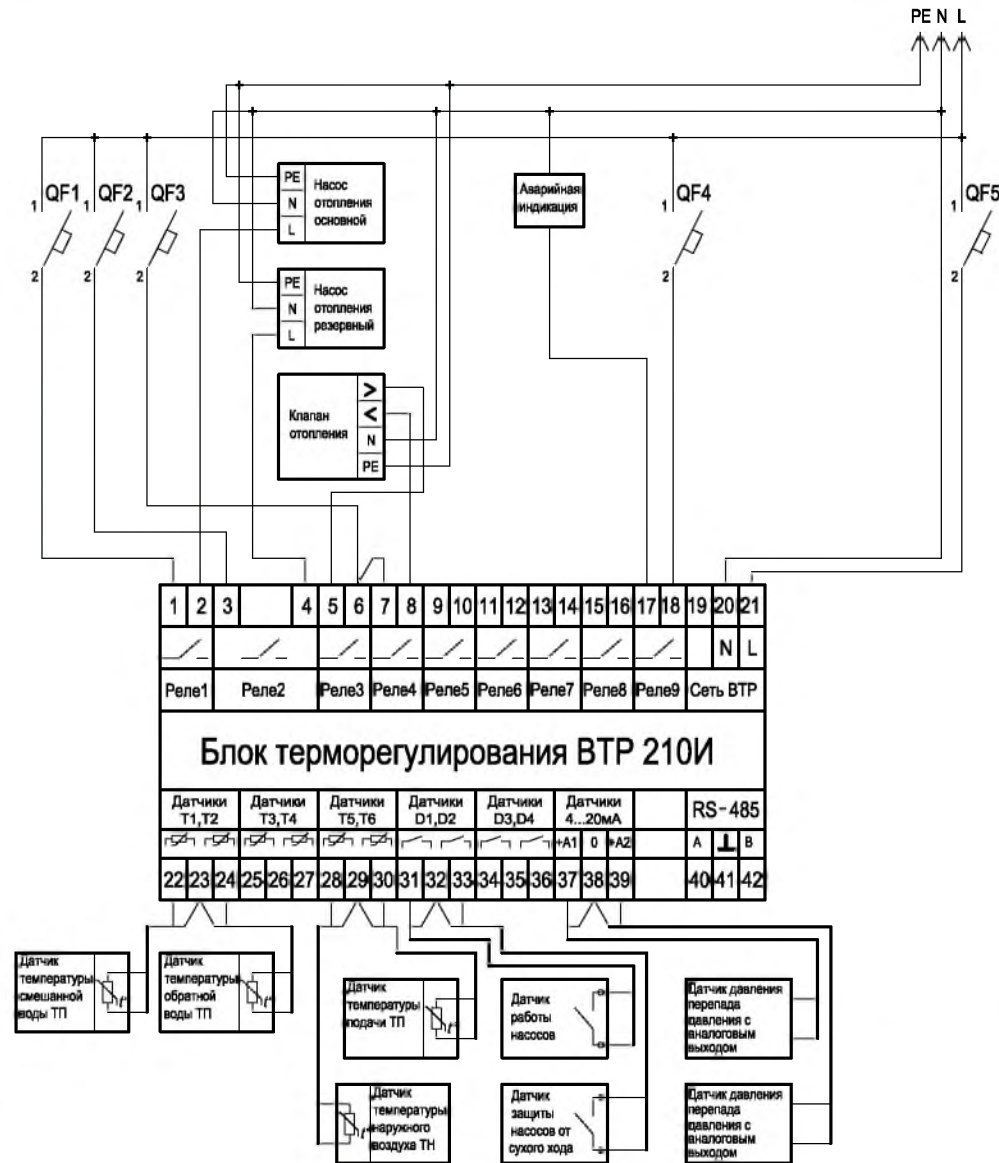 PE N L
QF1
QF2
QF3
QF4
QF5
1
1
1
1
1
2
2
2
2
2
PE
N
L
Насос
отопления
основной
Аварийная
индикация
PE
N
L
Насос
отопления
резервный
Клапан
отопления
>
<
N
PE
1 2 3 4 5 6 7 8 9 10 11 12 13 14 15 16 17 18 19 20 21
N L
Реле1 Реле2 Реле3 Реле4 Реле5 Реле6 Реле7 Реле8 Реле9 Сеть ВТР
Блок терморегулирования ВТР 210И
Датчики
Т1,Т2
Датчики
Т3,Т4
Датчики
Т5,Т6
Датчики
D1,D2
Датчики
D3,D4
Датчики
4...20мА
RS-485
+A1 0 +A2
A ⊥ B
22 23 24 25 26 27 28 29 30 31 32 33 34 35 36 37 38 39 40 41 42
Датчик
температуры
смешанной
воды ТП
t°
Датчик
температуры
обратной
воды ТП
t°
Датчик
температуры
подачи ТП
t°
Датчик
работы
насосов
Датчик давления
перепада
давления с
аналоговым
выходом
Датчик
температуры
наружного
воздуха ТН
t°
Датчик
защиты
насосов от
сухого хода
Датчик давления
перепада
давления с
аналоговым
выходом